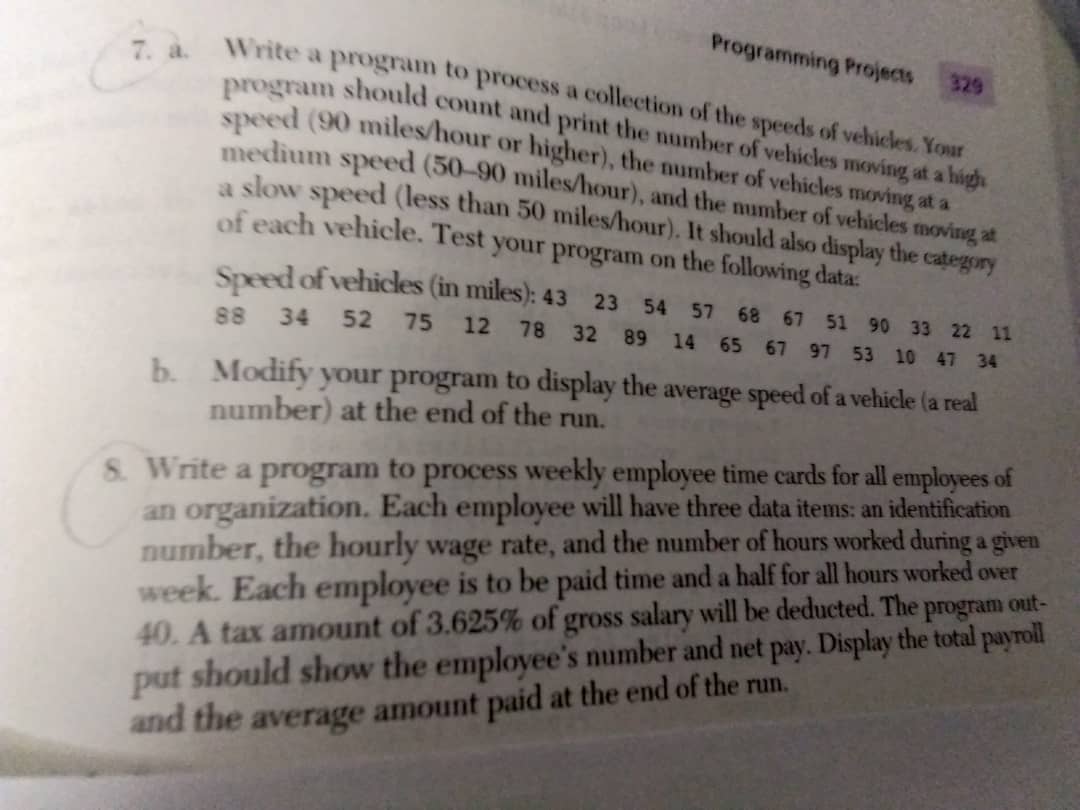 Programming Projects 329
7. a. Write a program to process a collection of the speeds of vehicles. Your
program should count and print the number of vehicles moving at a high
speed (90 miles/hour or higher), the number of vehicles moving at a
medium speed (50–90 miles/hour), and the number of vehicles moving at
a slow speed (less than 50 miles/hour). It should also display the category
of each vehicle. Test your program on the following data:
Speed of vehicles (in miles): 43 23 54 57 68 67 51 90 33 22 11
88 34 52 75 12 78 32 89 14 65 67 97 53 10 47 34
b. Modify your program to display the average speed of a vehicle (a real
number) at the end of the run.
8. Write a program to process weekly employee time cards for all employees of
an organization. Each employee will have three data items: an identification
number, the hourly wage rate, and the number of hours worked during a given
week. Each employee is to be paid time and a half for all hours worked over
40. A tax amount of 3.625% of gross salary will be deducted. The program out-
put should show the employee's number and net pay. Display the total payroll
and the average amount paid at the end of the run.